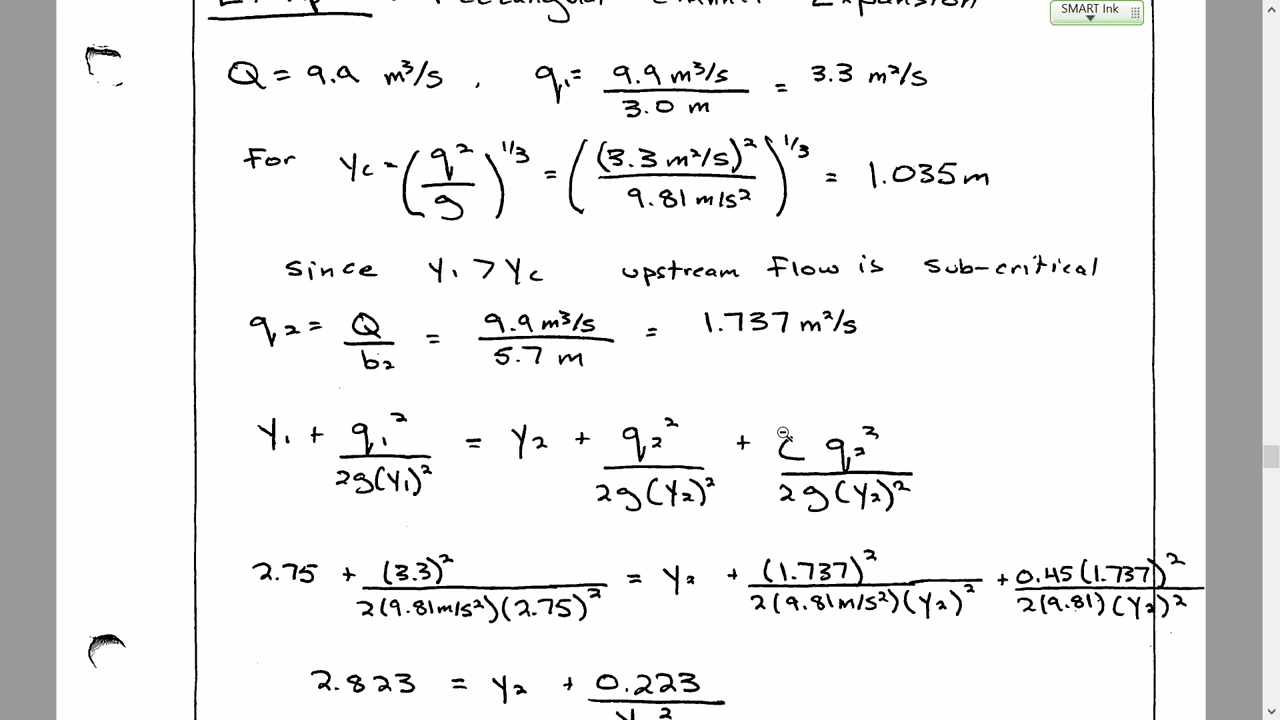 Rectangular Channel Expansion
SMART Ink
Q = 9.9 m³/s , q₁ = 9.9 m³/s / 3.0 m = 3.3 m²/s
For yc = (q²/g)^1/3 = ((3.3 m²/s)² / 9.81 m/s²)^1/3 = 1.035 m
since y₁ > yc upstream flow is sub-critical
q₂ = Q/b₂ = 9.9 m³/s / 5.7 m = 1.737 m²/s
y₁ + q₁² / 2g(y₁)² = y₂ + q₂² / 2g(y₂)² + C q₂² / 2g(y₂)²
2.75 + (3.3)² / 2(9.81 m/s²)(2.75)² = y₂ + (1.737)² / 2(9.81 m/s²)(y₂)² + 0.45(1.737)² / 2(9.81)(y₂)²
2.823 = y₂ + 0.223 / y₂²